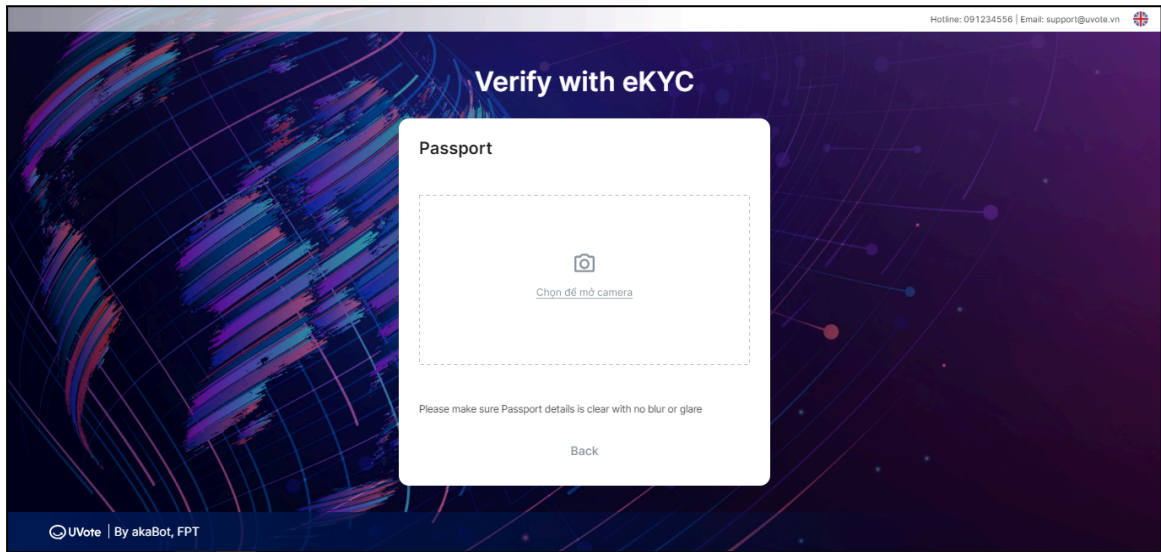 Hotline: 091234556 | Email: support@uvote.vn
Verify with eKYC
Passport
Chọn để mở camera
Please make sure Passport details is clear with no blur or glare
Back
UVote | By akaBot, FPT